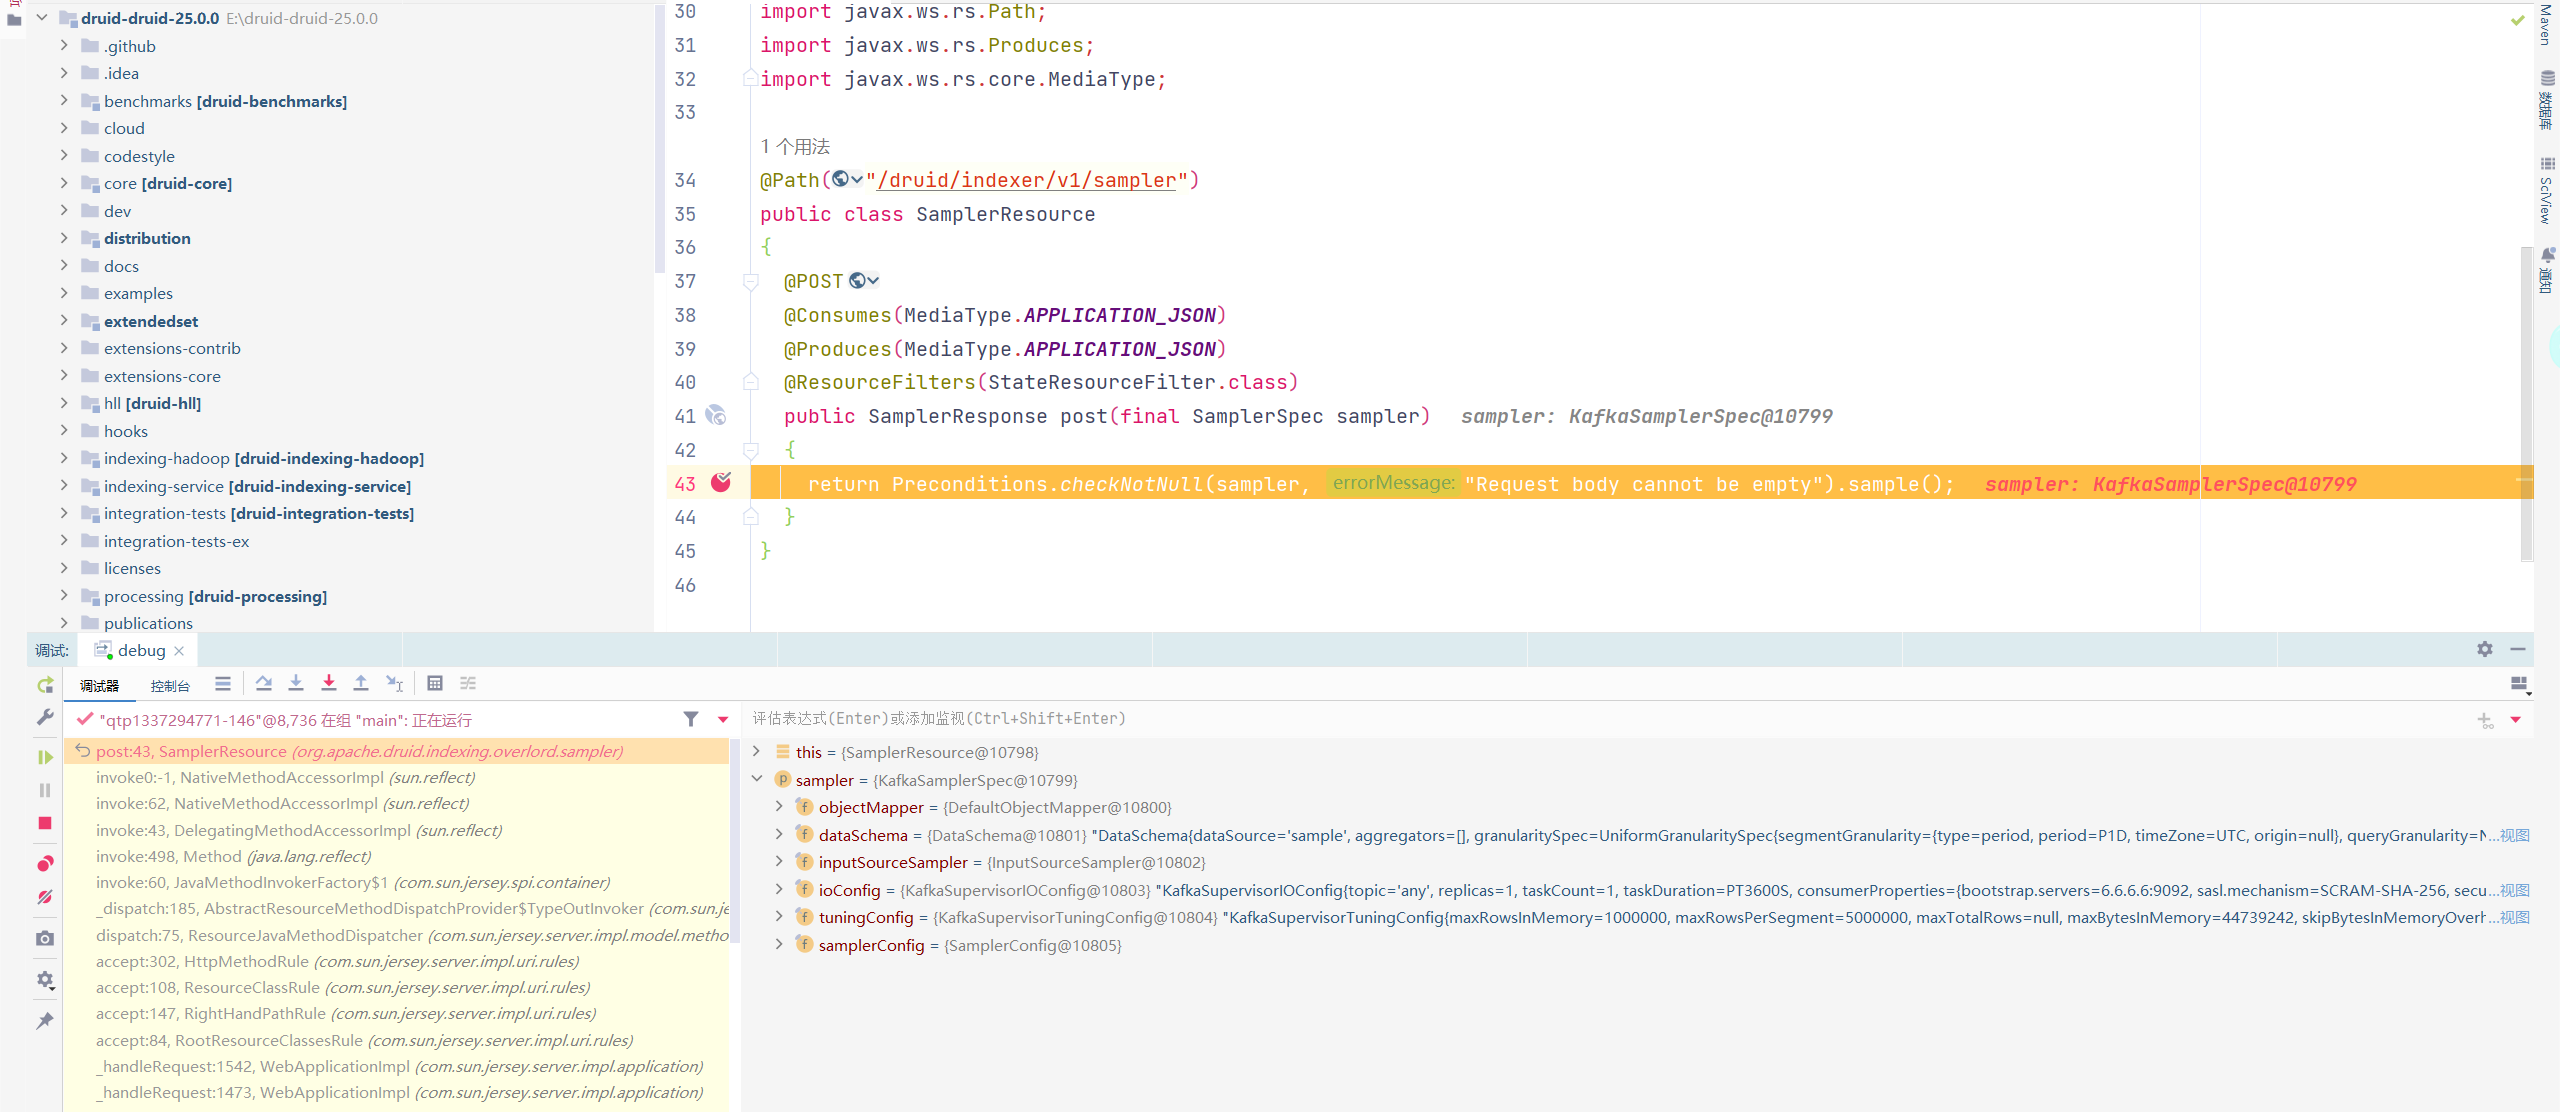 druid-druid-25.0.0 E:\druid-druid-25.0.0
.github
.idea
benchmarks [druid-benchmarks]
cloud
codestyle
core [druid-core]
dev
distribution
docs
examples
extendedset
extensions-contrib
extensions-core
hll [druid-hll]
hooks
indexing-hadoop [druid-indexing-hadoop]
indexing-service [druid-indexing-service]
integration-tests [druid-integration-tests]
integration-tests-ex
licenses
processing [druid-processing]
publications
30 import javax.ws.rs.Path;
31 import javax.ws.rs.Produces;
32 import javax.ws.rs.core.MediaType;
33
1 个用法
34 @Path("/druid/indexer/v1/sampler")
35 public class SamplerResource
36 {
37 @POST
38 @Consumes(MediaType.APPLICATION_JSON)
39 @Produces(MediaType.APPLICATION_JSON)
40 @ResourceFilters(StateResourceFilter.class)
41 public SamplerResponse post(final SamplerSpec sampler) sampler: KafkaSamplerSpec@10799
42 {
43 return Preconditions.checkNotNull(sampler, errorMessage: "Request body cannot be empty").sample(); sampler: KafkaSamplerSpec@10799
44 }
45 }
46
Maven
数据库
SciView
通知
调试: debug
调试器 控制台
"qtp1337294771-146"@8,736 在组 "main": 正在运行
post:43, SamplerResource (org.apache.druid.indexing.overlord.sampler)
invoke0:-1, NativeMethodAccessorImpl (sun.reflect)
invoke:62, NativeMethodAccessorImpl (sun.reflect)
invoke:43, DelegatingMethodAccessorImpl (sun.reflect)
invoke:498, Method (java.lang.reflect)
invoke:60, JavaMethodInvokerFactory$1 (com.sun.jersey.spi.container)
_dispatch:185, AbstractResourceMethodDispatchProvider$TypeOutInvoker (com.sun.je
dispatch:75, ResourceJavaMethodDispatcher (com.sun.jersey.server.impl.model.metho
accept:302, HttpMethodRule (com.sun.jersey.server.impl.uri.rules)
accept:108, ResourceClassRule (com.sun.jersey.server.impl.uri.rules)
accept:147, RightHandPathRule (com.sun.jersey.server.impl.uri.rules)
accept:84, RootResourceClassesRule (com.sun.jersey.server.impl.uri.rules)
_handleRequest:1542, WebApplicationImpl (com.sun.jersey.server.impl.application)
_handleRequest:1473, WebApplicationImpl (com.sun.jersey.server.impl.application)
评估表达式(Enter)或添加监视(Ctrl+Shift+Enter)
this = {SamplerResource@10798}
sampler = {KafkaSamplerSpec@10799}
objectMapper = {DefaultObjectMapper@10800}
dataSchema = {DataSchema@10801} "DataSchema{dataSource='sample', aggregators=[], granularitySpec=UniformGranularitySpec{segmentGranularity={type=period, period=P1D, timeZone=UTC, origin=null}, queryGranularity=N ...视图
inputSourceSampler = {InputSourceSampler@10802}
ioConfig = {KafkaSupervisorIOConfig@10803} "KafkaSupervisorIOConfig{topic='any', replicas=1, taskCount=1, taskDuration=PT3600S, consumerProperties={bootstrap.servers=6.6.6.6:9092, sasl.mechanism=SCRAM-SHA-256, secu ...视图
tuningConfig = {KafkaSupervisorTuningConfig@10804} "KafkaSupervisorTuningConfig{maxRowsInMemory=1000000, maxRowsPerSegment=5000000, maxTotalRows=null, maxBytesInMemory=44739242, skipBytesInMemoryOverh ...视图
samplerConfig = {SamplerConfig@10805}